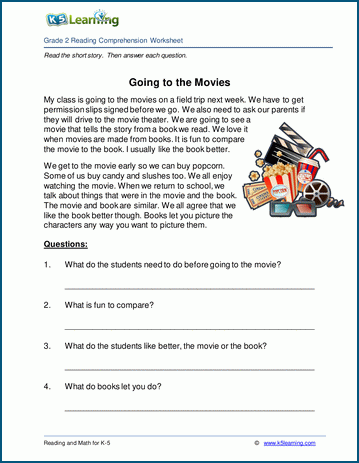 K5 Learning
Grade 2 Reading Comprehension Worksheet
Read the short story. Then answer each question.
Going to the Movies
My class is going to the movies on a field trip next week. We have to get
permission slips signed before we go. We also need to ask our parents if
they will drive to the movie theater. We are going to see a
movie that tells the story from a book we read. We love it
when movies are made from books. It is fun to compare
the movie to the book. I usually like the book better.
We get to the movie early so we can buy popcorn.
Some of us buy candy and slushes too. We all enjoy
watching the movie. When we return to school, we
talk about things that were in the movie and the book.
The movie and book are similar. We all agree that we
like the book better though. Books let you picture the
characters any way you want to picture them.
Questions:
1. What do the students need to do before going to the movie?
2. What is fun to compare?
3. What do the students like better, the movie or the book?
4. What do books let you do?
Reading and Math for K-5 © www.k5learning.com